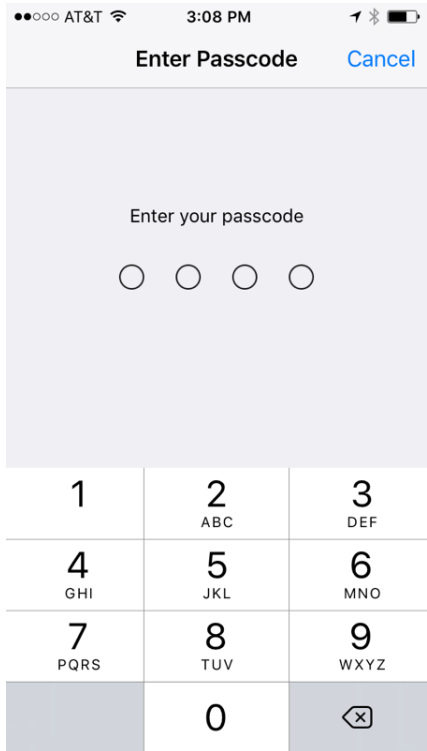 AT&T 3:08 PM
Enter Passcode Cancel
Enter your passcode
1 2 3
ABC DEF
4 5 6
GHI JKL MNO
7 8 9
PQRS TUV WXYZ
0